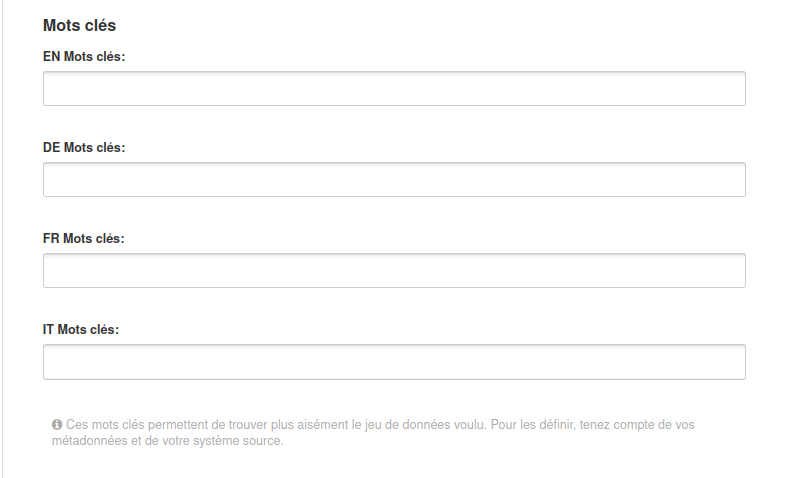 Mots clés
EN Mots clés:
DE Mots clés:
FR Mots clés:
IT Mots clés:
Ces mots clés permettent de trouver plus aisément le jeu de données voulu. Pour les définir, tenez compte de vos
métadonnées et de votre système source.